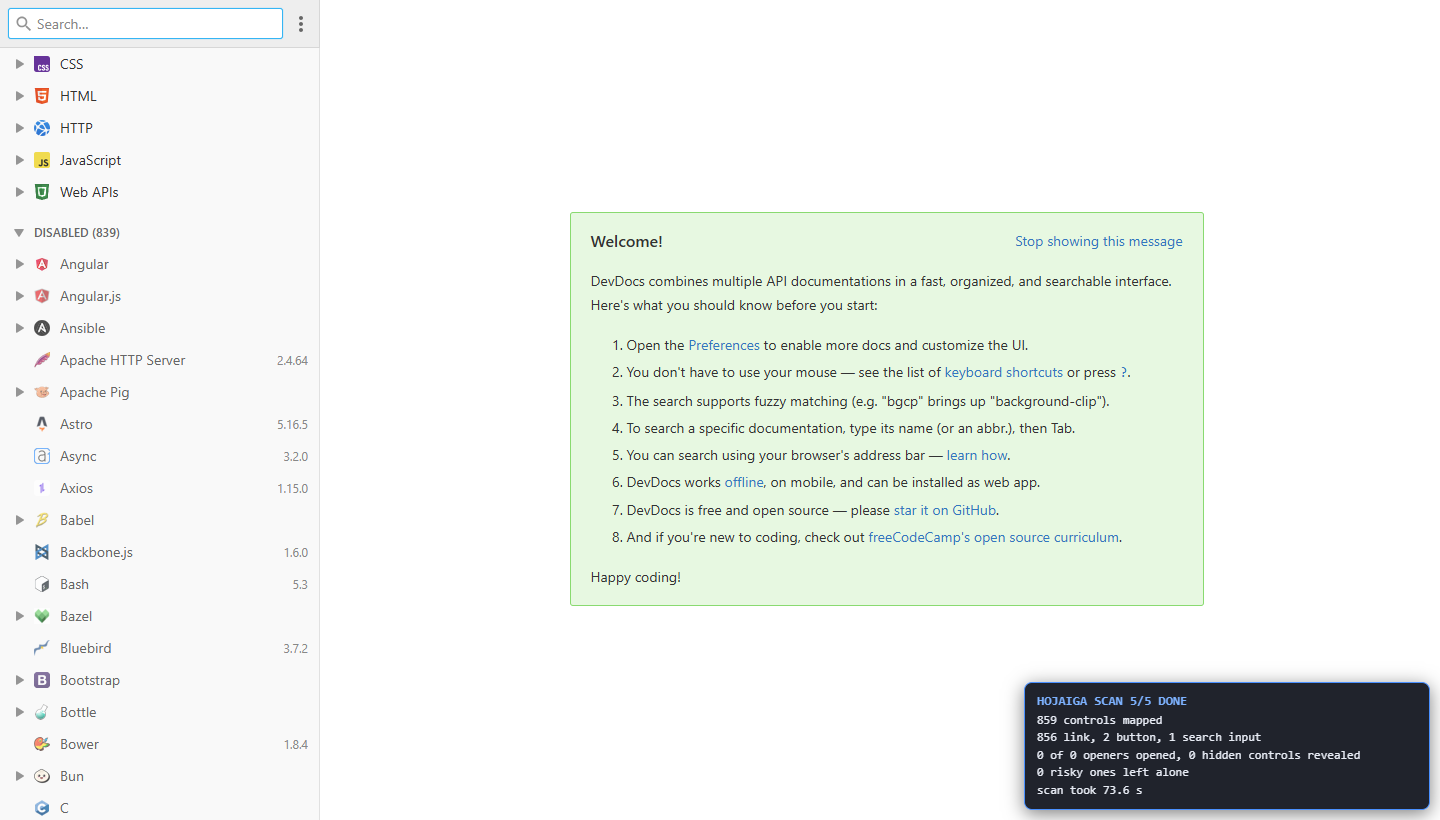 Search...
CSS
HTML
HTTP
JavaScript
Web APIs
DISABLED (839)
Angular
Angular.js
Ansible
Apache HTTP Server 2.4.64
Apache Pig
Astro 5.16.5
Async 3.2.0
Axios 1.15.0
Babel
Backbone.js 1.6.0
Bash 5.3
Bazel
Bluebird 3.7.2
Bootstrap
Bottle
Bower 1.8.4
Bun
C
Welcome! Stop showing this message
DevDocs combines multiple API documentations in a fast, organized, and searchable interface.
Here's what you should know before you start:
1. Open the Preferences to enable more docs and customize the UI.
2. You don't have to use your mouse — see the list of keyboard shortcuts or press ?.
3. The search supports fuzzy matching (e.g. "bgcp" brings up "background-clip").
4. To search a specific documentation, type its name (or an abbr.), then Tab.
5. You can search using your browser's address bar — learn how.
6. DevDocs works offline, on mobile, and can be installed as web app.
7. DevDocs is free and open source — please star it on GitHub.
8. And if you're new to coding, check out freeCodeCamp's open source curriculum.
Happy coding!
HOJAIGA SCAN 5/5 DONE
859 controls mapped
856 link, 2 button, 1 search input
0 of 0 openers opened, 0 hidden controls revealed
0 risky ones left alone
scan took 73.6 s